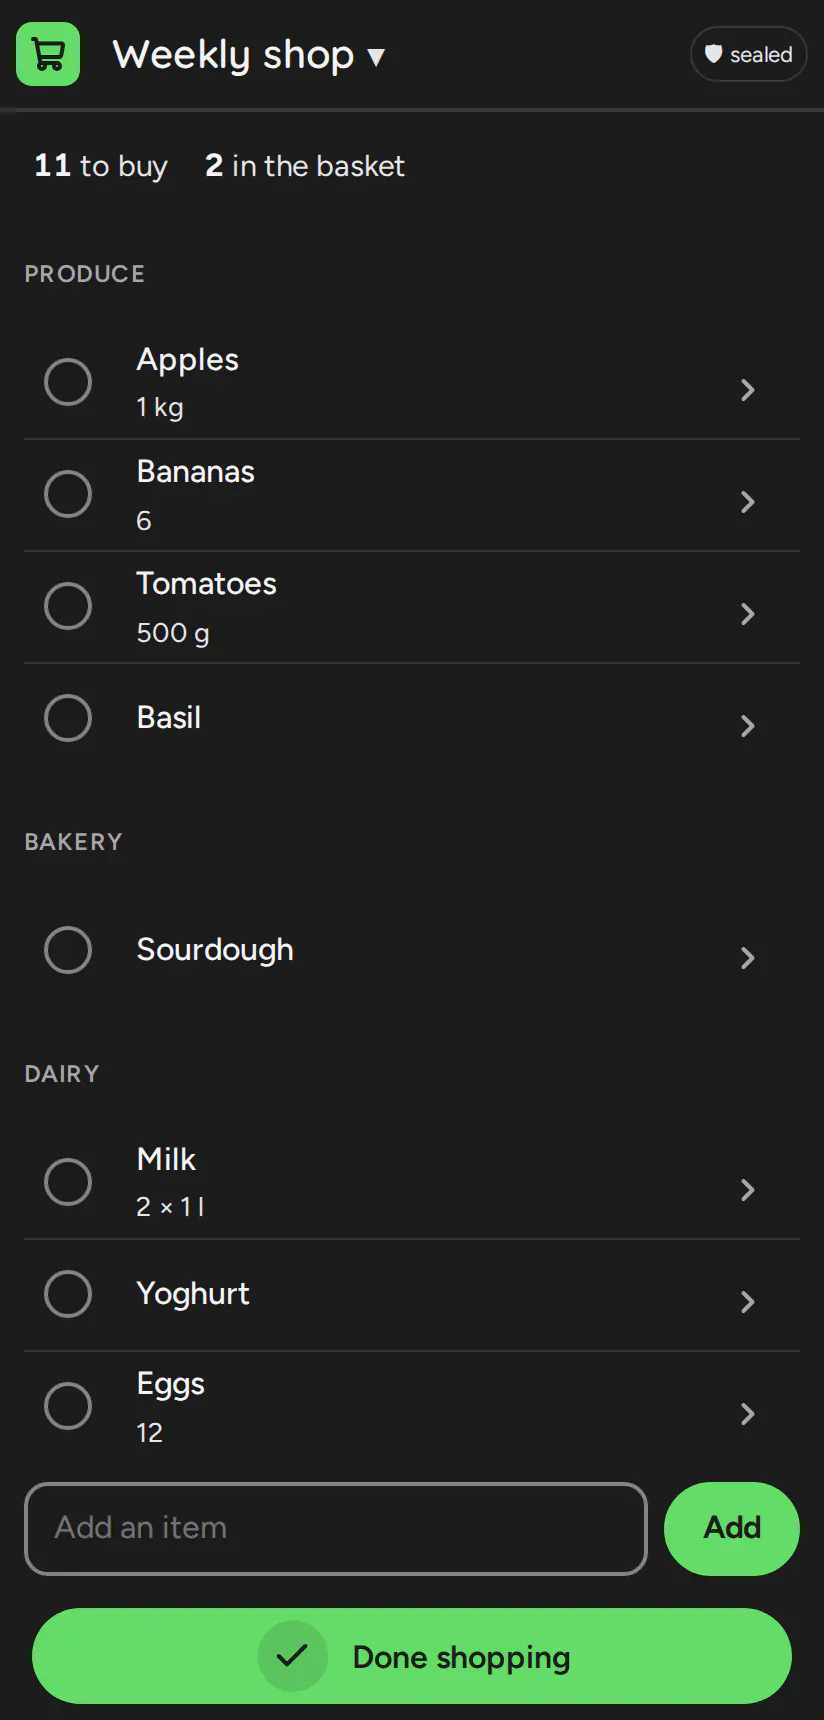 Weekly shop ▾
sealed
11 to buy 2 in the basket
PRODUCE
Apples
1 kg
Bananas
6
Tomatoes
500 g
Basil
BAKERY
Sourdough
DAIRY
Milk
2 × 1 l
Yoghurt
Eggs
12
Add an item
Add
Done shopping